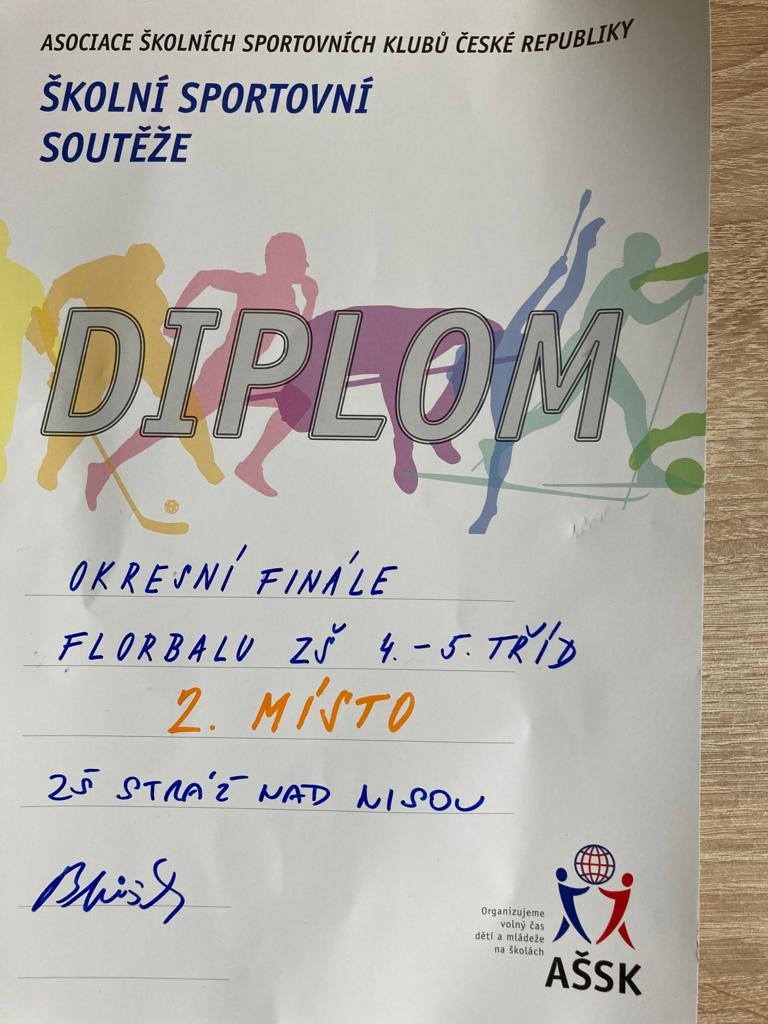 ASOCIACE ŠKOLNÍCH SPORTOVNÍCH KLUBŮ ČESKÉ REPUBLIKY
ŠKOLNÍ SPORTOVNÍ
SOUTĚŽE
DIPLOM
OKRESNÍ FINÁLE
FLORBALU ZŠ 4.-5. TŘÍD
2. MÍSTO
ZŠ STRÁŽ NAD NISOU
Organizujeme
volný čas
dětí a mládeže
na školách
AŠSK